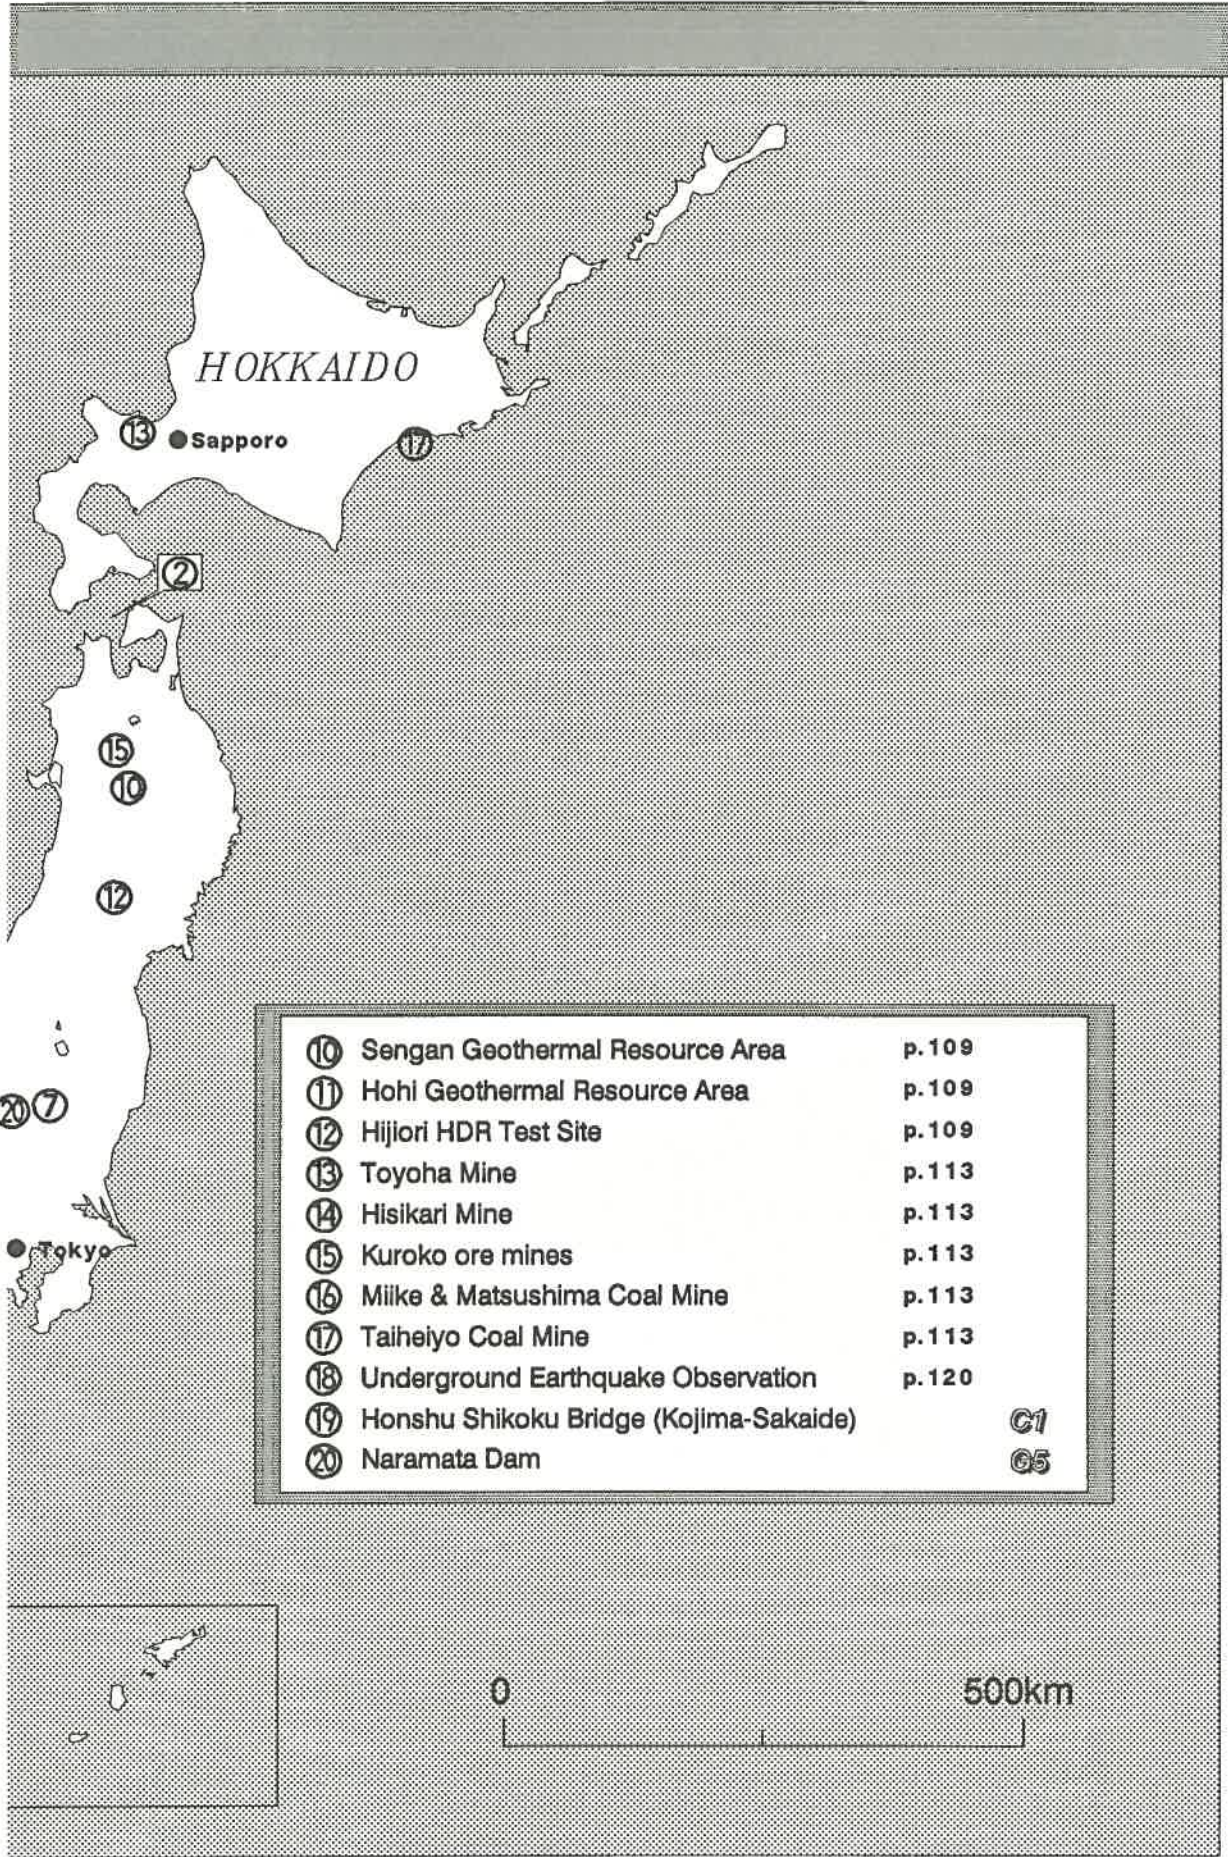 HOKKAIDO
⑬ Sapporo ⑰
②
⑮
⑩
⑫
⑳ ⑦
Tokyo
⑩ Sengan Geothermal Resource Area p.109
⑪ Hohi Geothermal Resource Area p.109
⑫ Hijiori HDR Test Site p.109
⑬ Toyoha Mine p.113
⑭ Hisikari Mine p.113
⑮ Kuroko ore mines p.113
⑯ Miike & Matsushima Coal Mine p.113
⑰ Taiheiyo Coal Mine p.113
⑱ Underground Earthquake Observation p.120
⑲ Honshu Shikoku Bridge (Kojima-Sakaide) C1
⑳ Naramata Dam G5
0 500km